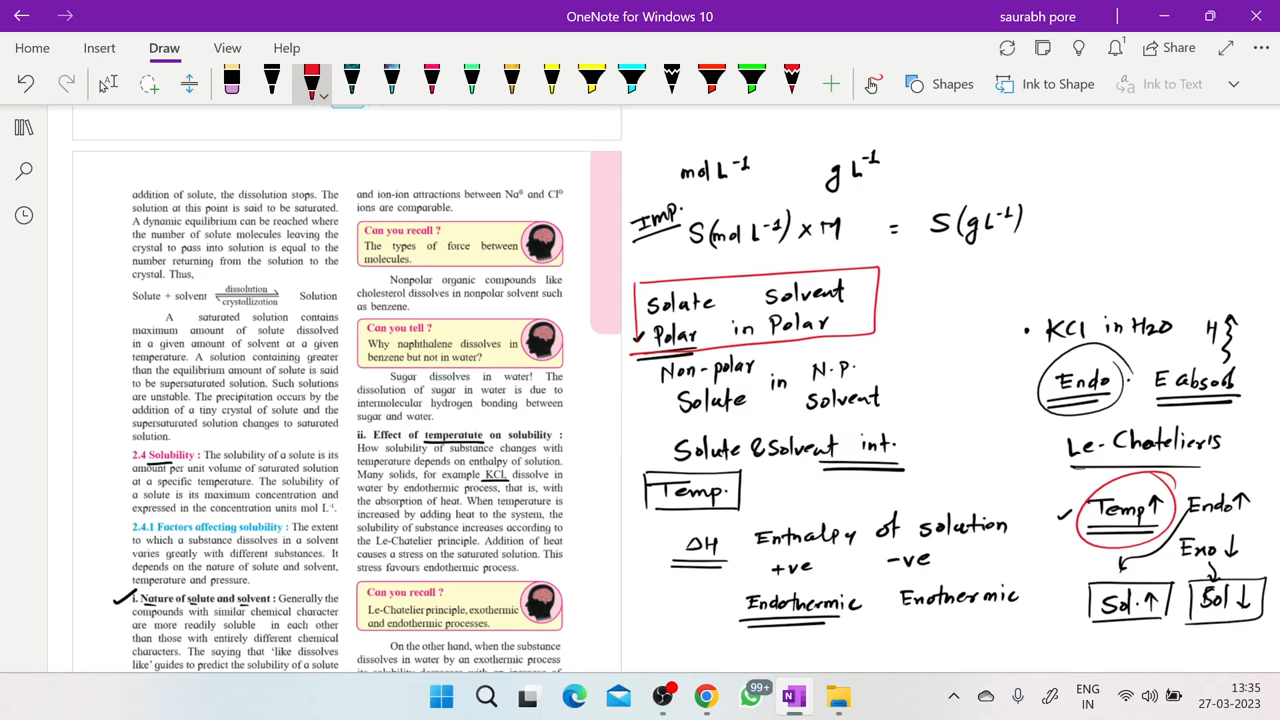 OneNote for Windows 10
saurabh pore
Home Insert Draw View Help
Share
Shapes
Ink to Shape
Ink to Text
addition of solute, the dissolution stops. The
solution at this point is said to be saturated.
A dynamic equilibrium can be reached where
the number of solute molecules leaving the
crystal to pass into solution is equal to the
number returning from the solution to the
crystal. Thus,
dissolution
Solute + solvent Solution
crystallization
A saturated solution contains
maximum amount of solute dissolved
in a given amount of solvent at a given
temperature. A solution containing greater
than the equilibrium amount of solute is said
to be supersaturated solution. Such solutions
are unstable. The precipitation occurs by the
addition of a tiny crystal of solute and the
supersaturated solution changes to saturated
solution.
2.4 Solubility : The solubility of a solute is its
amount per unit volume of saturated solution
at a specific temperature. The solubility of
a solute is its maximum concentration and
expressed in the concentration units mol L⁻¹.
2.4.1 Factors affecting solubility : The extent
to which a substance dissolves in a solvent
varies greatly with different substances. It
depends on the nature of solute and solvent,
temperature and pressure.
i. Nature of solute and solvent : Generally the
compounds with similar chemical character
are more readily soluble in each other
than those with entirely different chemical
characters. The saying that 'like dissolves
like' guides to predict the solubility of a solute
and ion-ion attractions between Na⊕ and Cl⊖
ions are comparable.
Can you recall ?
The types of force between
molecules.
Nonpolar organic compounds like
cholesterol dissolves in nonpolar solvent such
as benzene.
Can you tell ?
Why naphthalene dissolves in
benzene but not in water?
Sugar dissolves in water! The
dissolution of sugar in water is due to
intermolecular hydrogen bonding between
sugar and water.
ii. Effect of temperatute on solubility :
How solubility of substance changes with
temperature depends on enthalpy of solution.
Many solids, for example KCl, dissolve in
water by endothermic process, that is, with
the absorption of heat. When temperature is
increased by adding heat to the system, the
solubility of substance increases according to
the Le-Chatelier principle. Addition of heat
causes a stress on the saturated solution. This
stress favours endothermic process.
Can you recall ?
Le-Chatelier principle, exothermic
and endothermic processes.
On the other hand, when the substance
dissolves in water by an exothermic process
mol L⁻¹ g L⁻¹
Imp. S(mol L⁻¹) × M = S(g L⁻¹)
Solute Solvent
Polar in Polar
Non-polar in N.P.
Solute solvent
Solute & Solvent int.
Temp.
ΔH Enthalpy of solution
+ve -ve
Endothermic Exothermic
• KCl in H2O H
Endo. E absorb
Le-Chatelier's
Temp↑ Endo↑
Exo ↓
Sol.↑ Sol ↓
99+
ENG
IN
13:35
27-03-2023